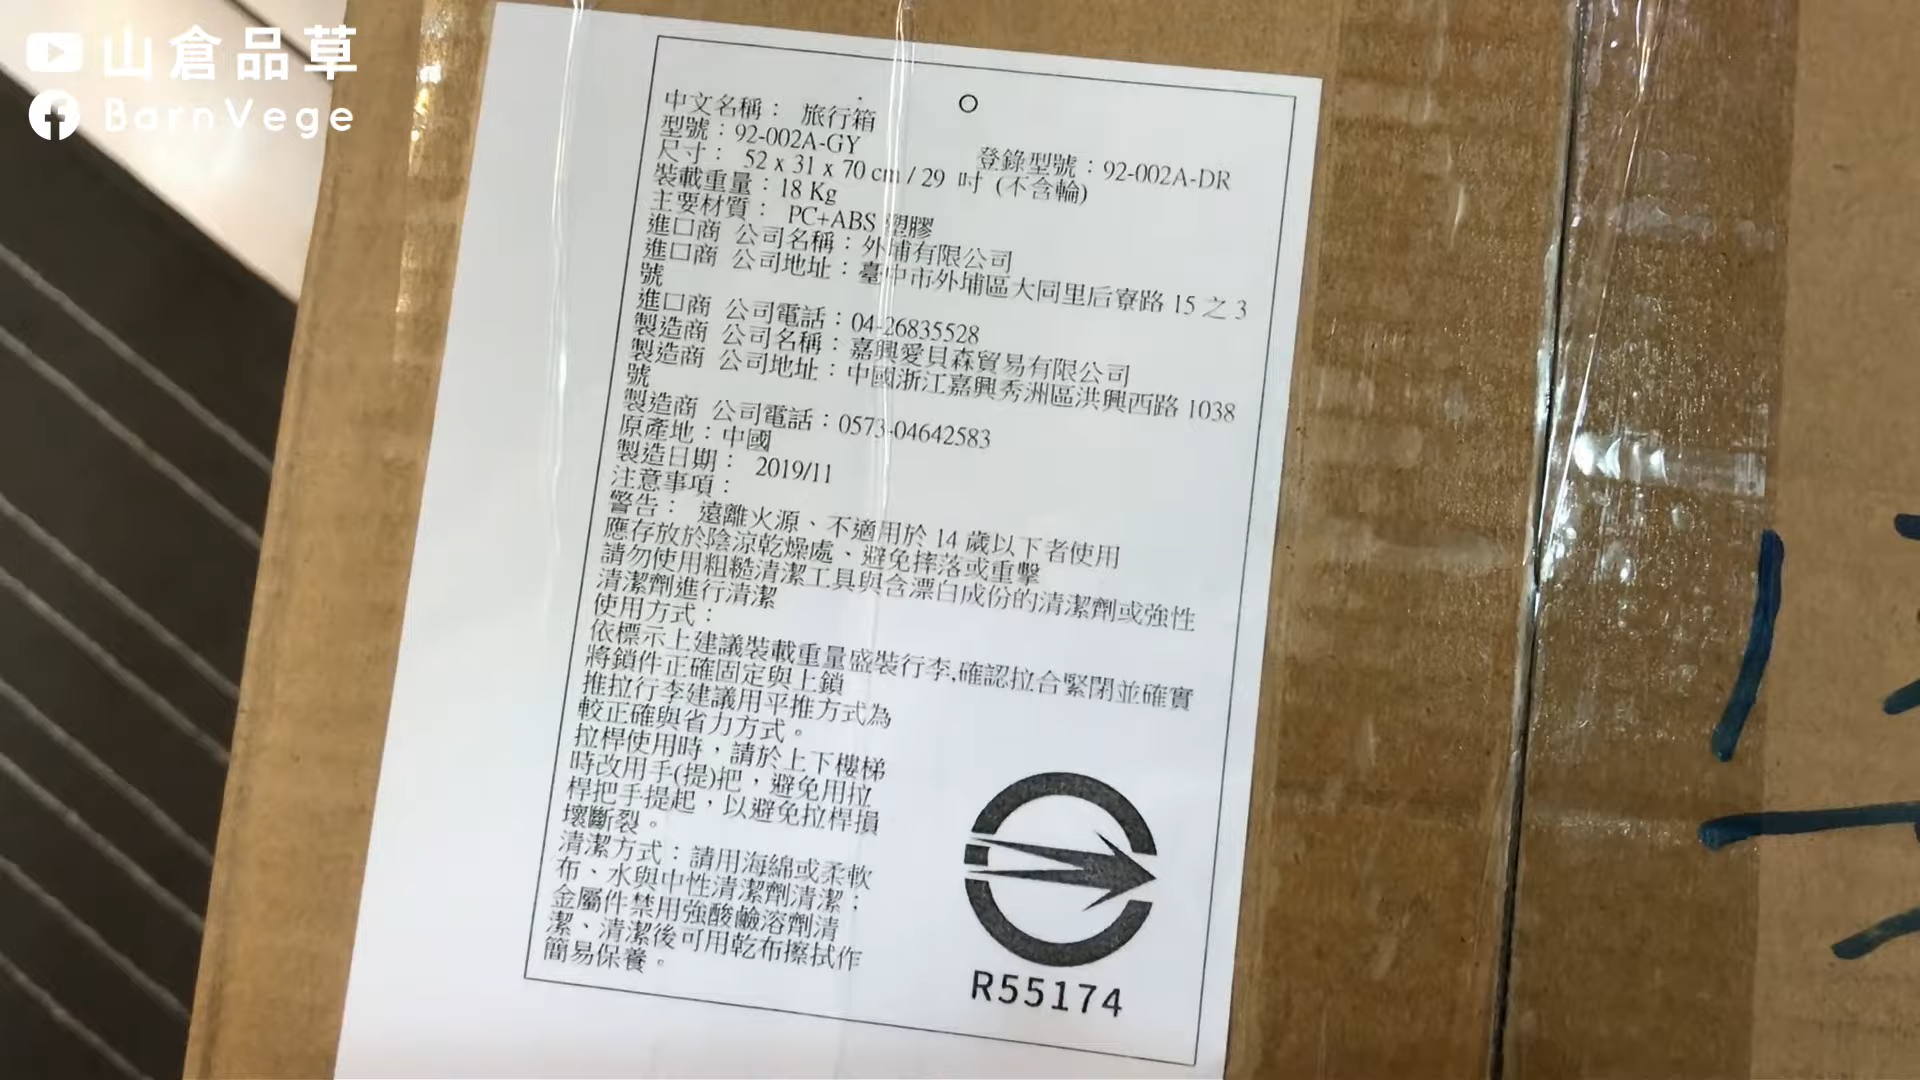 山倉品草
BarnVege
中文名稱： 旅行箱
型號：92-002A-GY 登錄型號：92-002A-DR
尺寸： 52 x 31 x 70 cm / 29 吋 (不含輪)
裝載重量：18 Kg
主要材質： PC+ABS 塑膠
進口商 公司名稱：外埔有限公司
進口商 公司地址：臺中市外埔區大同里后寮路 15 之 3
號
進口商 公司電話：04-26835528
製造商 公司名稱：嘉興愛貝森貿易有限公司
製造商 公司地址：中國浙江嘉興秀洲區洪興西路 1038
號
製造商 公司電話：0573-04642583
原產地：中國
製造日期： 2019/11
注意事項：
警告： 遠離火源、不適用於 14 歲以下者使用
應存放於陰涼乾燥處、避免摔落或重擊
請勿使用粗糙清潔工具與含漂白成份的清潔劑或強性
清潔劑進行清潔
使用方式：
依標示上建議裝載重量盛裝行李,確認拉合緊閉並確實
將鎖件正確固定與上鎖
推拉行李建議用平推方式為
較正確與省力方式。
拉桿使用時，請於上下樓梯
時改用手(提)把，避免用拉
桿把手提起，以避免拉桿損
壞斷裂。
清潔方式：請用海綿或柔軟
布、水與中性清潔劑清潔；
金屬件禁用強酸鹼溶劑清
潔、清潔後可用乾布擦拭作
簡易保養。
R55174